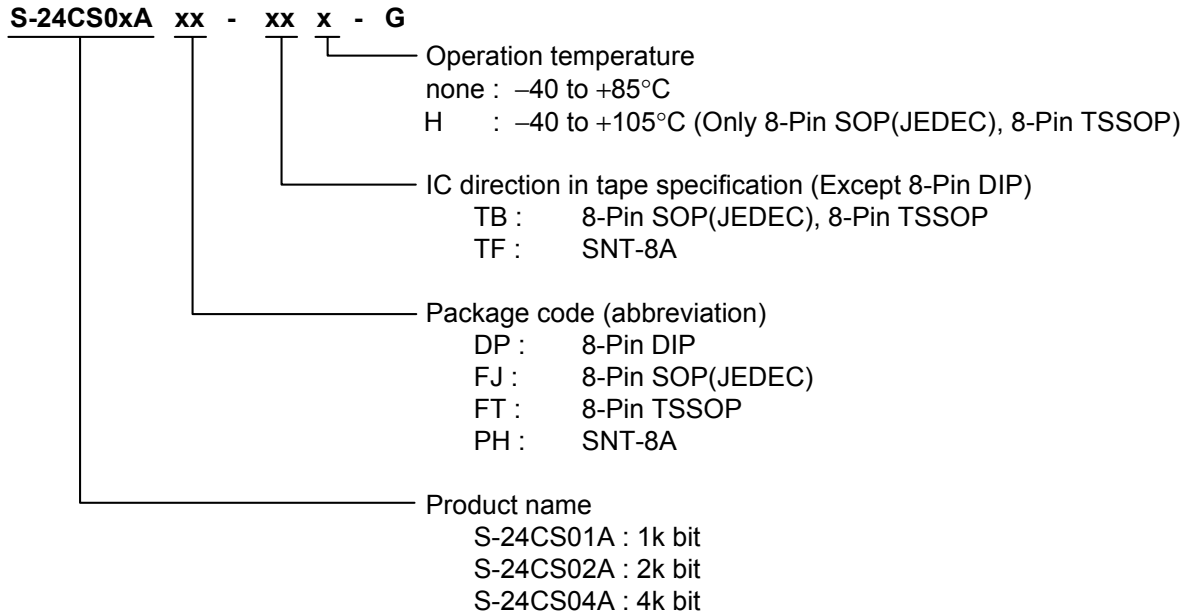 S-24CS0xA xx - xx x - G
Operation temperature
none : −40 to +85°C
H : −40 to +105°C (Only 8-Pin SOP(JEDEC), 8-Pin TSSOP)
IC direction in tape specification (Except 8-Pin DIP)
TB : 8-Pin SOP(JEDEC), 8-Pin TSSOP
TF : SNT-8A
Package code (abbreviation)
DP : 8-Pin DIP
FJ : 8-Pin SOP(JEDEC)
FT : 8-Pin TSSOP
PH : SNT-8A
Product name
S-24CS01A : 1k bit
S-24CS02A : 2k bit
S-24CS04A : 4k bit